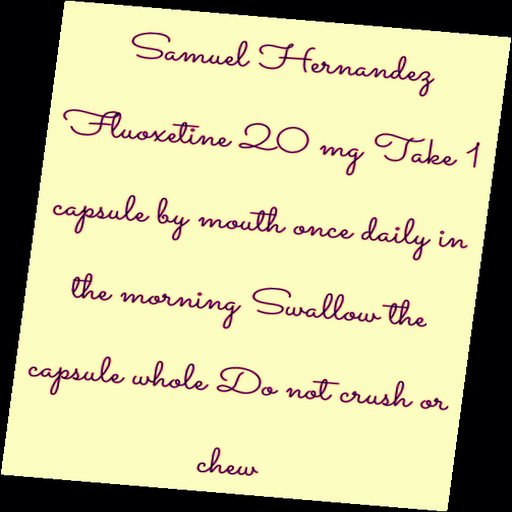 Samuel Hernandez
Fluoxetine 20 mg Take 1
capsule by mouth once daily in
the morning Swallow the
capsule whole Do not crush or
chew